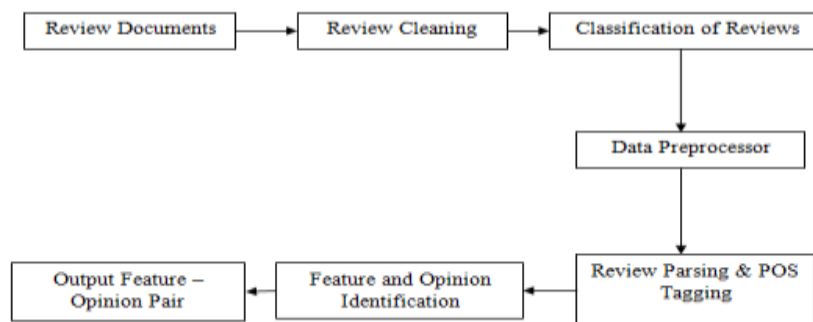 Review Documents
Review Cleaning
Classification of Reviews
Data Preprocessor
Review Parsing & POS
Tagging
Feature and Opinion
Identification
Output Feature –
Opinion Pair